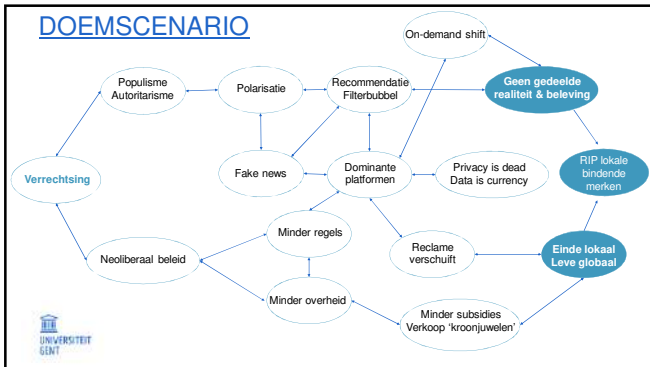 DOEMSCENARIO
On-demand shift
Populisme
Autoritarisme
Polarisatie
Recommendatie
Filterbubbel
Geen gedeelde
realiteit & beleving
Verrechtsing
Fake news
Dominante
platformen
Privacy is dead
Data is currency
RIP lokale
bindende
merken
Neoliberaal beleid
Minder regels
Reclame
verschuift
Einde lokaal
Leve globaal
Minder overheid
Minder subsidies
Verkoop ‘kroonjuwelen’
UNIVERSITEIT
GENT